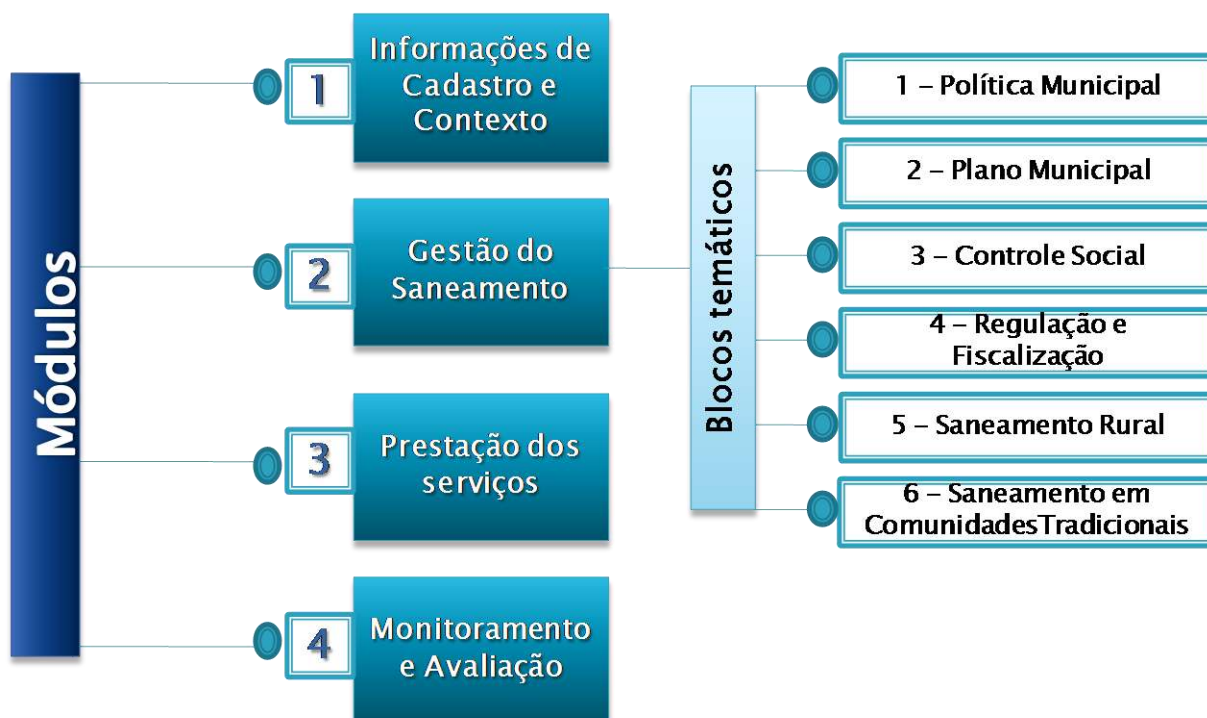 Módulos
1
Informações de
Cadastro e
Contexto
2
Gestão do
Saneamento
3
Prestação dos
serviços
4
Monitoramento
e Avaliação
Blocos temáticos
1 – Política Municipal
2 – Plano Municipal
3 – Controle Social
4 – Regulação e
Fiscalização
5 – Saneamento Rural
6 – Saneamento em
ComunidadesTradicionais